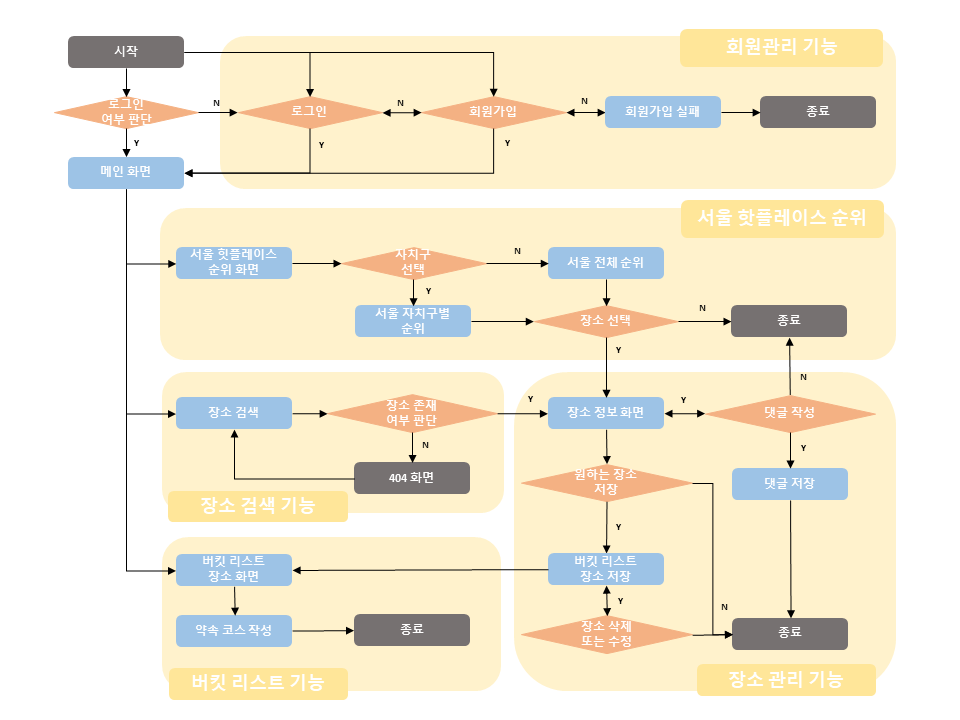 회원관리 기능
시작
로그인
여부 판단
N
로그인
N
회원가입
N
회원가입 실패
종료
Y
Y
Y
메인 화면
서울 핫플레이스 순위
서울 핫플레이스
순위 화면
자치구
선택
N
서울 전체 순위
Y
서울 자치구별
순위
장소 선택
N
종료
Y
N
장소 검색
장소 존재
여부 판단
Y
장소 정보 화면
Y
댓글 작성
N
Y
404 화면
원하는 장소
저장
댓글 저장
장소 검색 기능
Y
버킷 리스트
장소 화면
버킷 리스트
장소 저장
Y
N
약속 코스 작성
종료
장소 삭제
또는 수정
종료
버킷 리스트 기능
장소 관리 기능